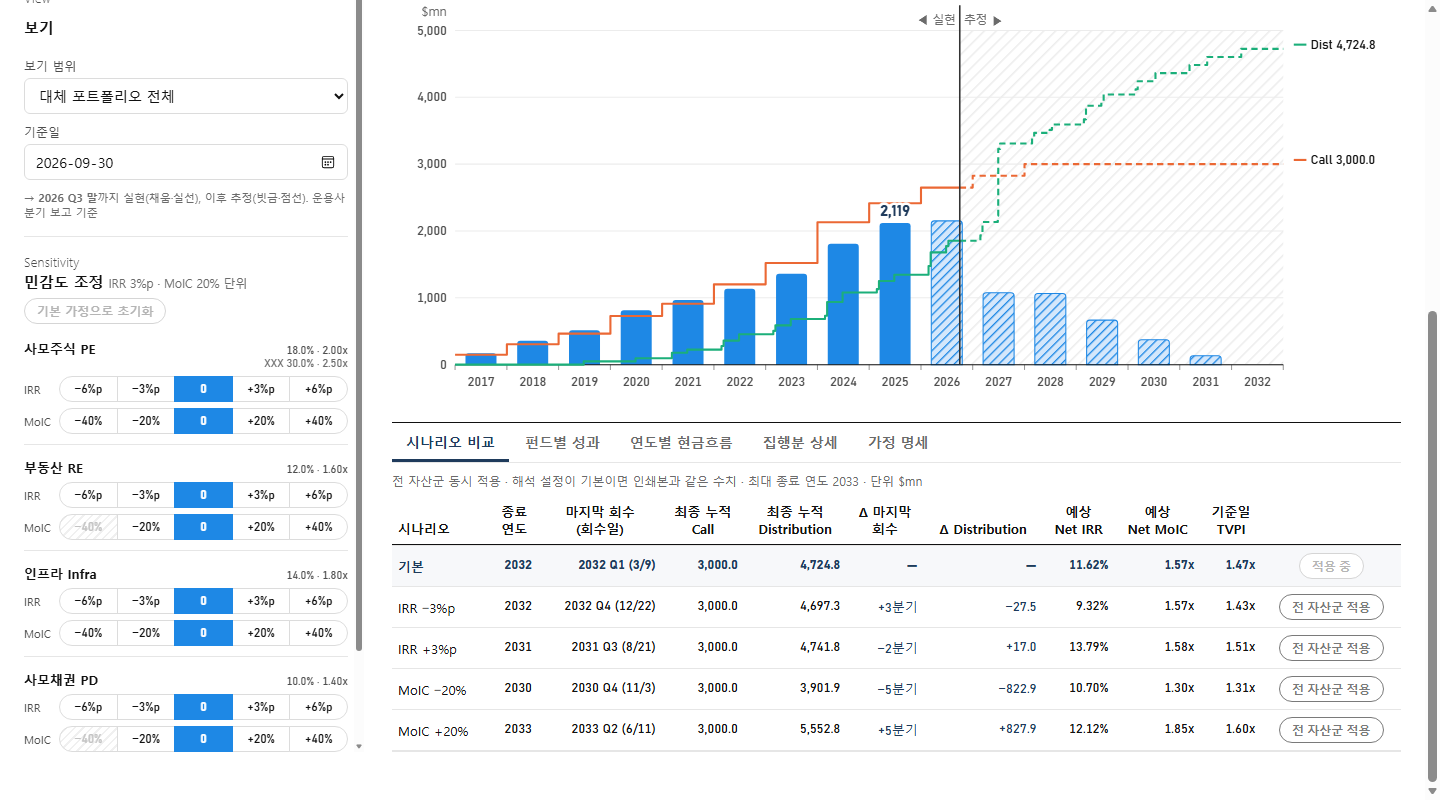 보기
보기 범위
대체 포트폴리오 전체
기준일
2026-09-30
→ 2026 Q3 말까지 실현(채움·실선), 이후 추정(빗금·점선). 운용사
분기 보고 기준
Sensitivity
민감도 조정 IRR 3%p · MoIC 20% 단위
기본 가정으로 초기화
사모주식 PE 18.0% · 2.00x
XXX 30.0% · 2.50x
IRR −6%p −3%p 0 +3%p +6%p
MoIC −40% −20% 0 +20% +40%
부동산 RE 12.0% · 1.60x
IRR −6%p −3%p 0 +3%p +6%p
MoIC −40% −20% 0 +20% +40%
인프라 Infra 14.0% · 1.80x
IRR −6%p −3%p 0 +3%p +6%p
MoIC −40% −20% 0 +20% +40%
사모채권 PD 10.0% · 1.40x
IRR −6%p −3%p 0 +3%p +6%p
MoIC −40% −20% 0 +20% +40%
$mn
◀ 실현 추정 ▶
5,000
4,000
3,000
2,000
1,000
0
Dist 4,724.8
Call 3,000.0
2,119
2017 2018 2019 2020 2021 2022 2023 2024 2025 2026 2027 2028 2029 2030 2031 2032
시나리오 비교 펀드별 성과 연도별 현금흐름 집행분 상세 가정 명세
전 자산군 동시 적용 · 해석 설정이 기본이면 인쇄본과 같은 수치 · 최대 종료 연도 2033 · 단위 $mn
시나리오 종료 연도 마지막 회수 (회수일) 최종 누적 Call 최종 누적 Distribution Δ 마지막 회수 Δ Distribution 예상 Net IRR 예상 Net MoIC 기준일 TVPI
기본 2032 2032 Q1 (3/9) 3,000.0 4,724.8 — — 11.62% 1.57x 1.47x 적용 중
IRR −3%p 2032 2032 Q4 (12/22) 3,000.0 4,697.3 +3분기 −27.5 9.32% 1.57x 1.43x 전 자산군 적용
IRR +3%p 2031 2031 Q3 (8/21) 3,000.0 4,741.8 −2분기 +17.0 13.79% 1.58x 1.51x 전 자산군 적용
MoIC −20% 2030 2030 Q4 (11/3) 3,000.0 3,901.9 −5분기 −822.9 10.70% 1.30x 1.31x 전 자산군 적용
MoIC +20% 2033 2033 Q2 (6/11) 3,000.0 5,552.8 +5분기 +827.9 12.12% 1.85x 1.60x 전 자산군 적용